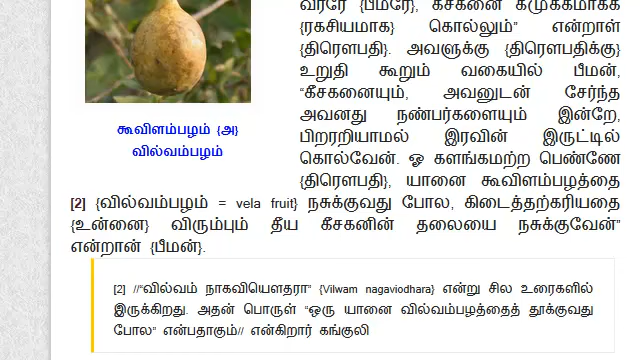 வீரரே {பீமரே}, கீசகனை கமுக்கமாகக்
{ரகசியமாக} கொல்லும்” என்றாள்
{திரௌபதி}. அவளுக்கு {திரௌபதிக்கு}
உறுதி கூறும் வகையில் பீமன்,
“கீசகனையும், அவனுடன் சேர்ந்த
அவனது நண்பர்களையும் இன்றே,
பிறரறியாமல் இரவின் இருட்டில்
கொல்வேன். ஓ களங்கமற்ற பெண்ணே
{திரௌபதி}, யானை கூவிளம்பழத்தை
கூவிளம்பழம் {அ}
வில்வம்பழம்
[2] {வில்வம்பழம் = vela fruit} நசுக்குவது போல, கிடைத்தற்கரியதை
{உன்னை} விரும்பும் தீய கீசகனின் தலையை நசுக்குவேன்”
என்றான் {பீமன்}.
[2] //“வில்வம் நாகவியௌதரா” {Vilwam nagaviodhara} என்று சில உரைகளில்
இருக்கிறது. அதன் பொருள் “ஒரு யானை வில்வம்பழத்தைத் தூக்குவது
போல” என்பதாகும்// என்கிறார் கங்குலி